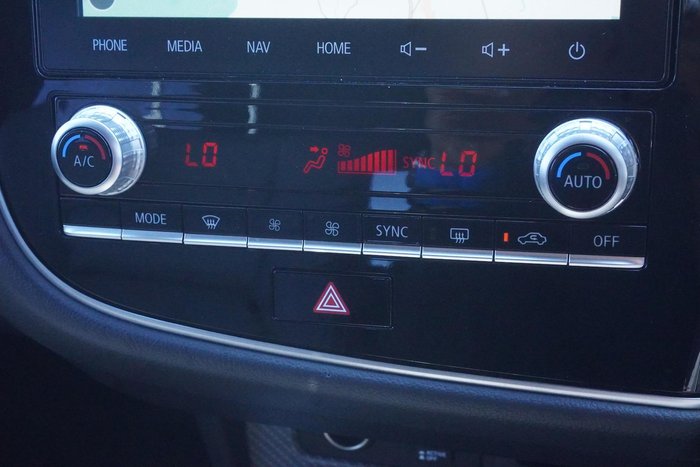 PHONE MEDIA NAV HOME
A/C LO SYNC LO AUTO
MODE SYNC OFF